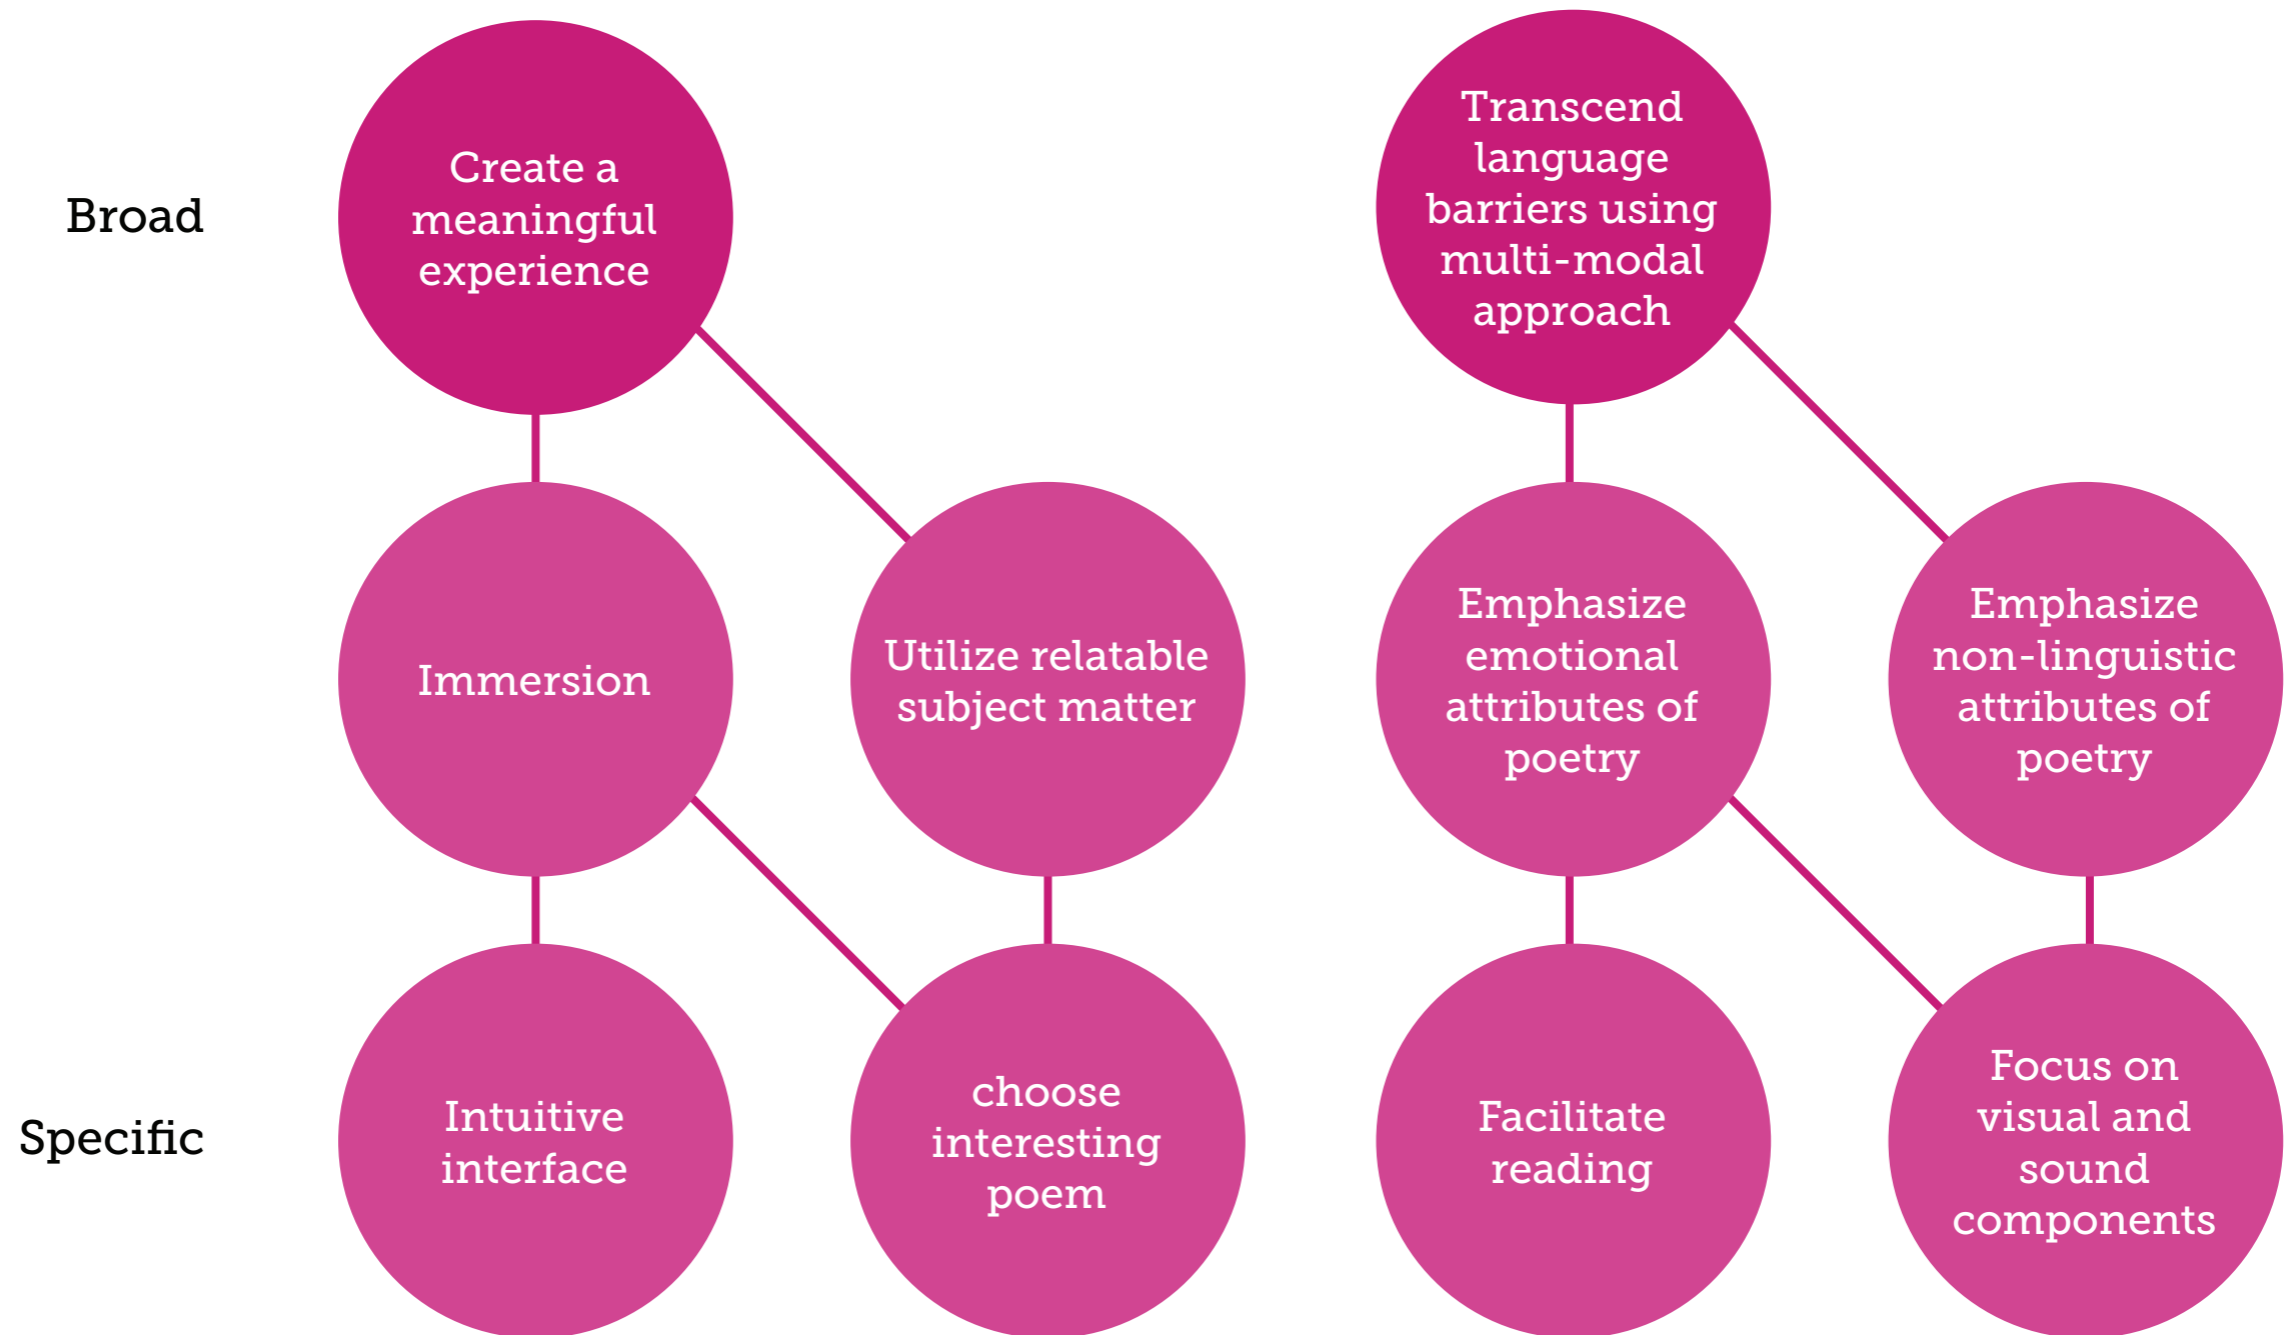 Broad
Create a
meaningful
experience
Transcend
language
barriers using
multi-modal
approach
Immersion
Utilize relatable
subject matter
Emphasize
emotional
attributes of
poetry
Emphasize
non-linguistic
attributes of
poetry
Specific
Intuitive
interface
choose
interesting
poem
Facilitate
reading
Focus on
visual and
sound
components